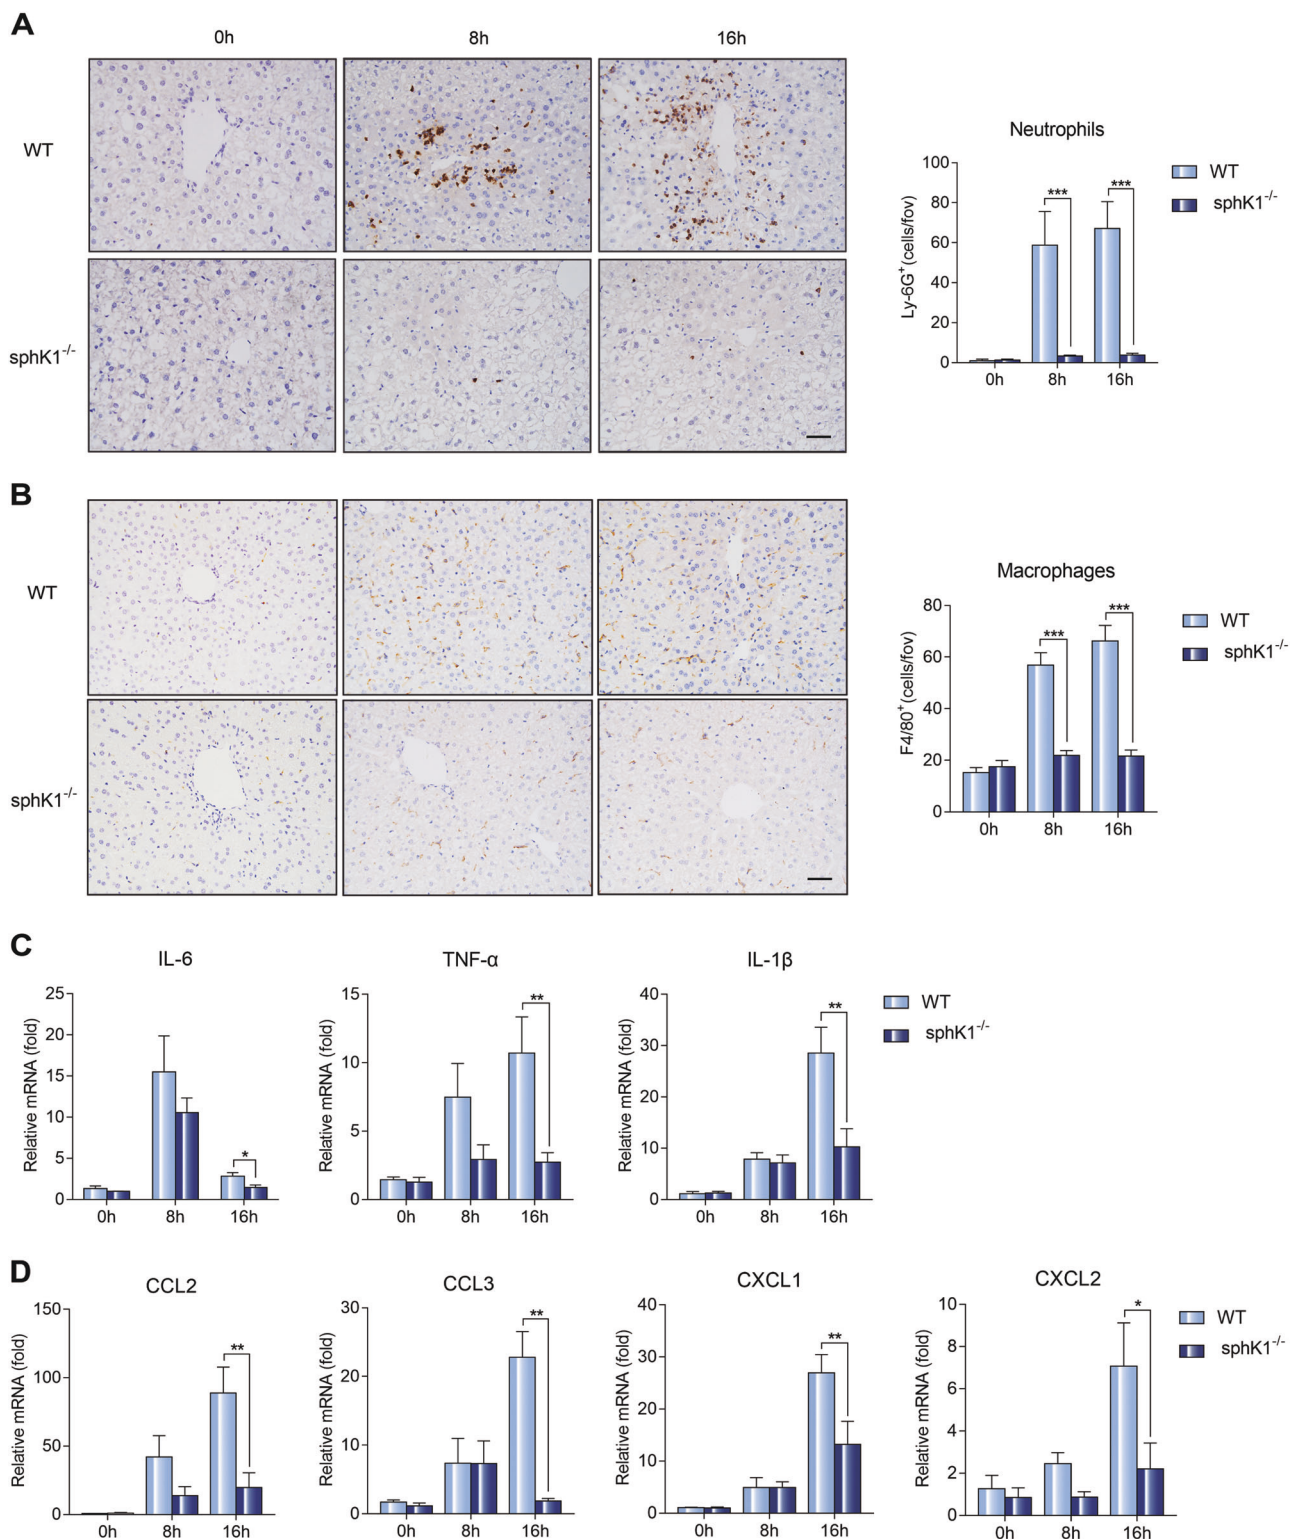 A
0h 8h 16h
WT
sphK1-/-
Neutrophils
Ly-6G+(cells/fov)
100
80
60
40
20
0
0h 8h 16h
***
***
WT
sphK1-/-
B
WT
sphK1-/-
Macrophages
F4/80+(cells/fov)
80
60
40
20
0
0h 8h 16h
***
***
WT
sphK1-/-
C
IL-6
Relative mRNA (fold)
25
20
15
10
5
0
0h 8h 16h
*
TNF-α
Relative mRNA (fold)
15
10
5
0
0h 8h 16h
**
IL-1β
Relative mRNA (fold)
40
30
20
10
0
0h 8h 16h
**
WT
sphK1-/-
D
CCL2
Relative mRNA (fold)
150
100
50
0
0h 8h 16h
**
CCL3
Relative mRNA (fold)
30
20
10
0
0h 8h 16h
**
CXCL1
Relative mRNA (fold)
40
30
20
10
0
0h 8h 16h
**
CXCL2
Relative mRNA (fold)
10
8
6
4
2
0
0h 8h 16h
*
WT
sphK1-/-